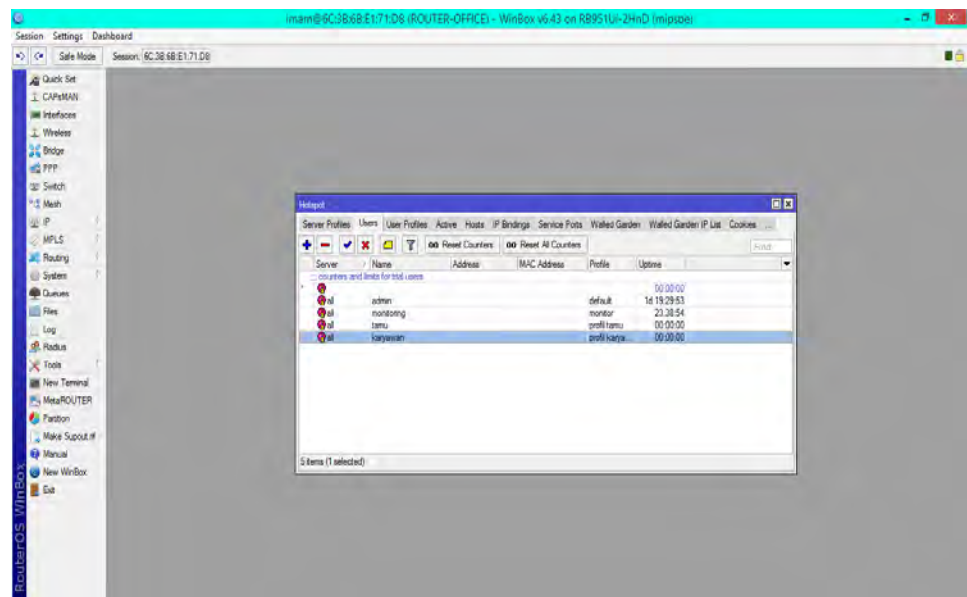 imam@6C:3B:6B:E1:71:D8 (ROUTER-OFFICE) - WinBox v6.43 on RB951Ui-2HnD (mipsbe)
Session Settings Dashboard
Safe Mode Session: 6C:3B:6B:E1:71:D8
Quick Set
CAPsMAN
Interfaces
Wireless
Bridge
PPP
Switch
Mesh
IP
MPLS
Routing
System
Queues
Files
Log
Radius
Tools
New Terminal
MetaROUTER
Partition
Make Supout.rif
Manual
New WinBox
Exit
RouterOS WinBox
Hotspot
Server Profiles Users User Profiles Active Hosts IP Bindings Service Ports Walled Garden Walled Garden IP List Cookies ...
00 Reset Counters 00 Reset All Counters Find
Server Name Address MAC Address Profile Uptime
::: counters and limits for trial users
* 00:00:00
all admin default 1d 19:29:53
all monitoring monitor 23:38:54
all tamu profil tamu 00:00:00
all karyawan profil karya... 00:00:00
5 items (1 selected)